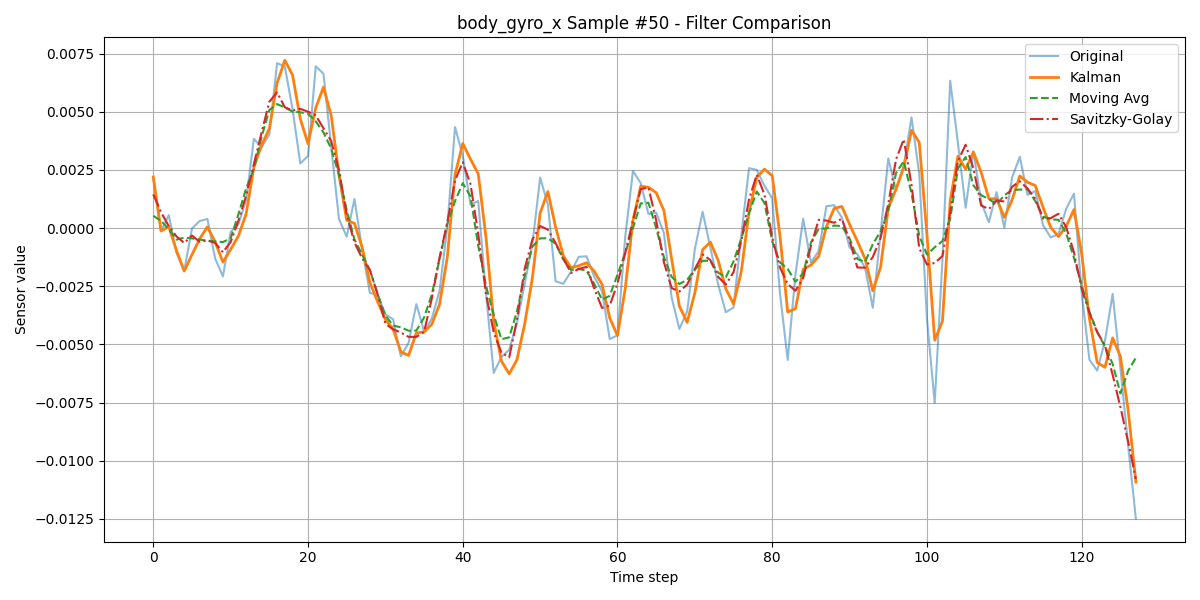 body_gyro_x Sample #50 - Filter Comparison
Original
Kalman
Moving Avg
Savitzky-Golay
Sensor value
0.0075
0.0050
0.0025
0.0000
−0.0025
−0.0050
−0.0075
−0.0100
−0.0125
0 20 40 60 80 100 120
Time step